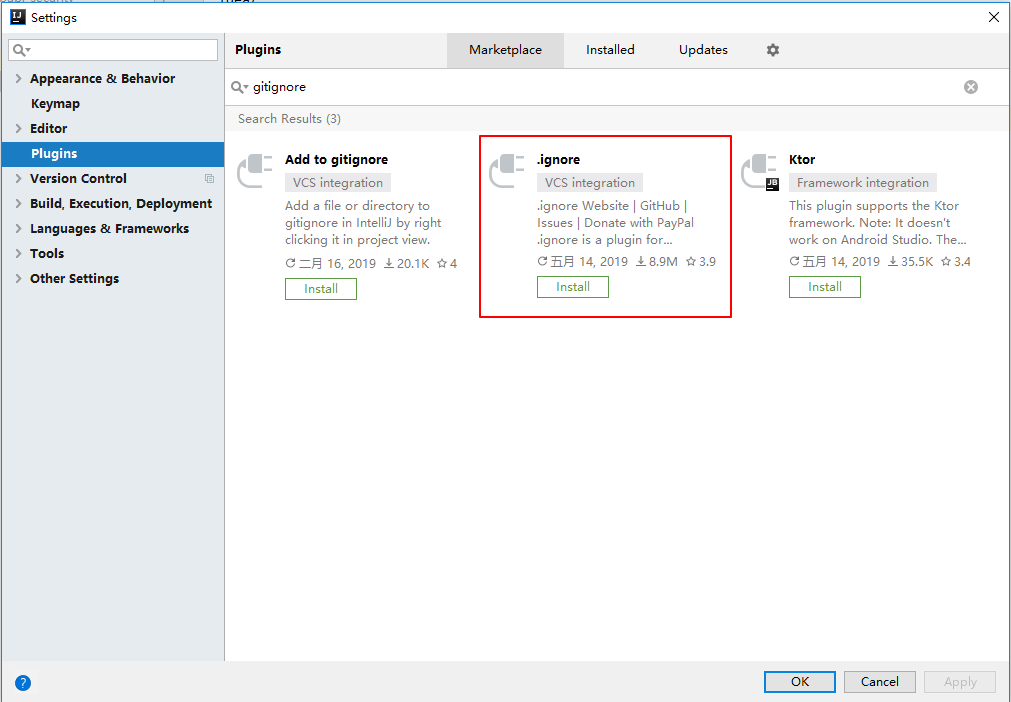 Settings
Plugins
Marketplace
Installed
Updates
Appearance & Behavior
Keymap
Editor
Plugins
Version Control
Build, Execution, Deployment
Languages & Frameworks
Tools
Other Settings
gitignore
Search Results (3)
Add to gitignore
VCS integration
Add a file or directory to
gitignore in IntelliJ by right
clicking it in project view.
二月 16, 2019 20.1K 4
Install
.ignore
VCS integration
.ignore Website | GitHub |
Issues | Donate with PayPal
.ignore is a plugin for...
五月 14, 2019 8.9M 3.9
Install
Ktor
JB
Framework integration
This plugin supports the Ktor
framework. Note: It doesn't
work on Android Studio. The...
五月 14, 2019 35.5K 3.4
Install
?
OK
Cancel
Apply